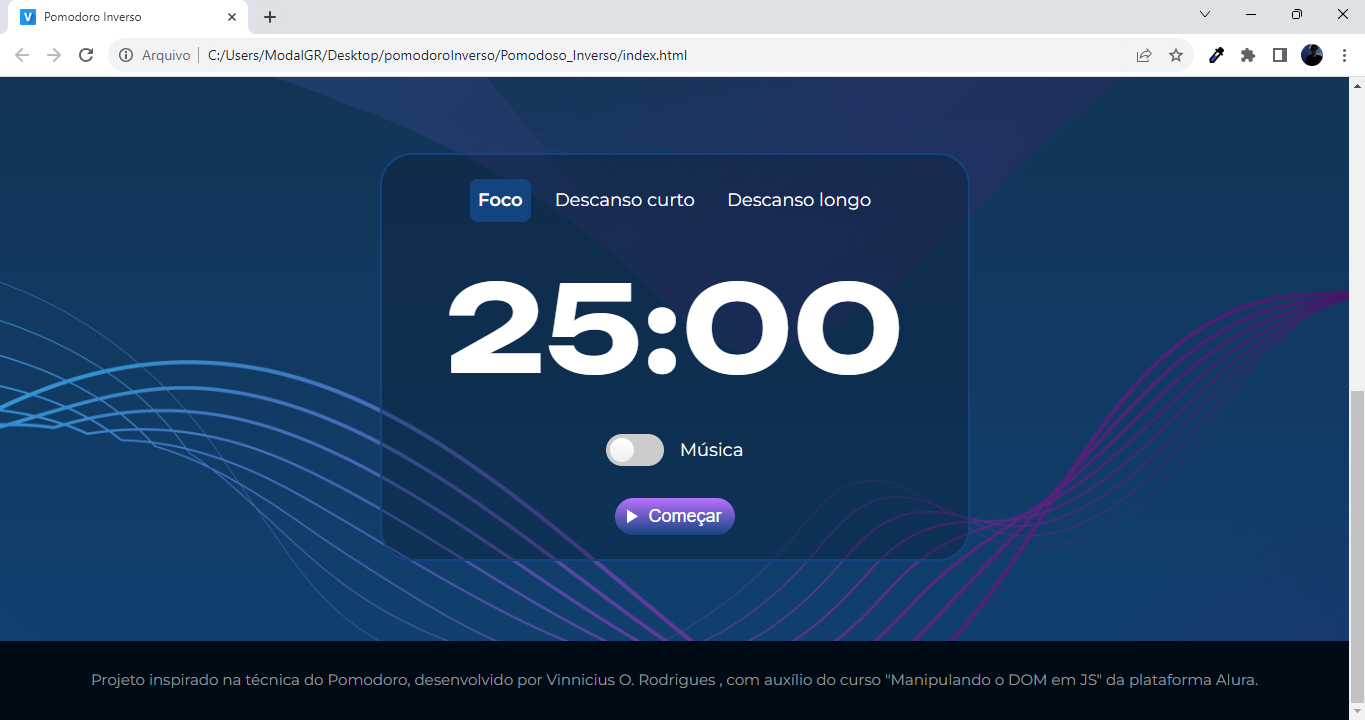 V Pomodoro Inverso
Arquivo C:/Users/ModalGR/Desktop/pomodoroInverso/Pomodoso_Inverso/index.html
Foco Descanso curto Descanso longo
25:00
Música
Começar
Projeto inspirado na técnica do Pomodoro, desenvolvido por Vinnicius O. Rodrigues , com auxílio do curso "Manipulando o DOM em JS" da plataforma Alura.